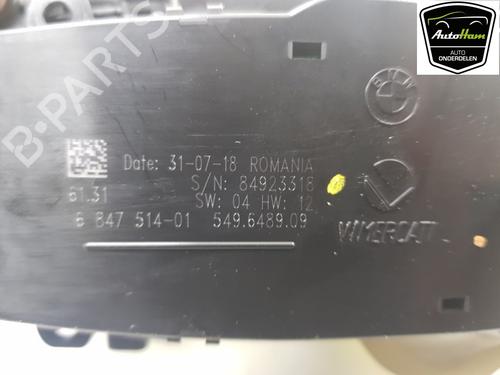 AutoHam
AUTO
ONDERDELEN
B-PARTS
BMW
Date: 31-07-18 ROMANIA
S/N: 84923318
61.31
SW: 04 HW: 12
6 847 514-01 549.6489.09